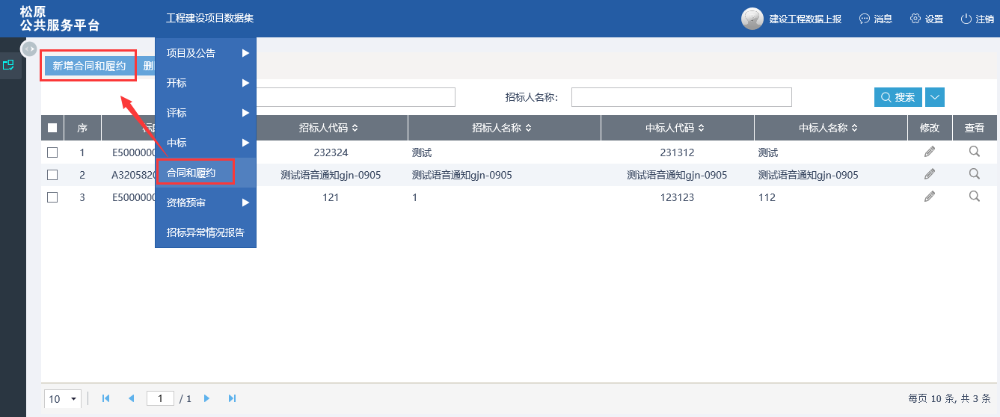 松原
公共服务平台
工程建设项目数据集
建设工程数据上报
消息
设置
注销
新增合同和履约
项目及公告
开标
评标
中标
合同和履约
资格预审
招标异常情况报告
招标人名称：
搜索
序 招标人代码 招标人名称 中标人代码 中标人名称 修改 查看
1 E5000000 232324 测试 231312 测试
2 A3205820 测试语音通知gjn-0905 测试语音通知gjn-0905 测试语音通知gjn-0905 测试语音通知gjn-0905
3 E5000000 121 1 123123 112
10 1 / 1 每页 10 条, 共 3 条